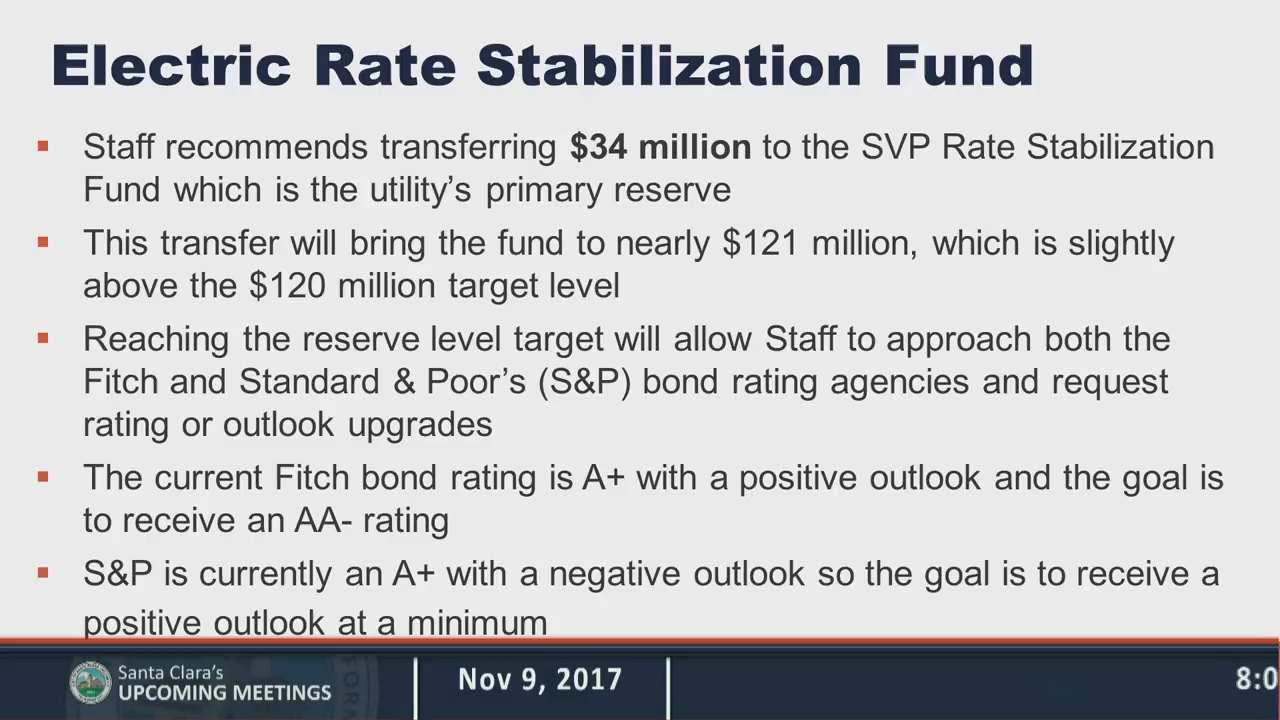 Electric Rate Stabilization Fund
▪ Staff recommends transferring $34 million to the SVP Rate Stabilization
Fund which is the utility's primary reserve
▪ This transfer will bring the fund to nearly $121 million, which is slightly
above the $120 million target level
▪ Reaching the reserve level target will allow Staff to approach both the
Fitch and Standard & Poor's (S&P) bond rating agencies and request
rating or outlook upgrades
▪ The current Fitch bond rating is A+ with a positive outlook and the goal is
to receive an AA- rating
▪ S&P is currently an A+ with a negative outlook so the goal is to receive a
positive outlook at a minimum
Santa Clara's
UPCOMING MEETINGS
Nov 9, 2017